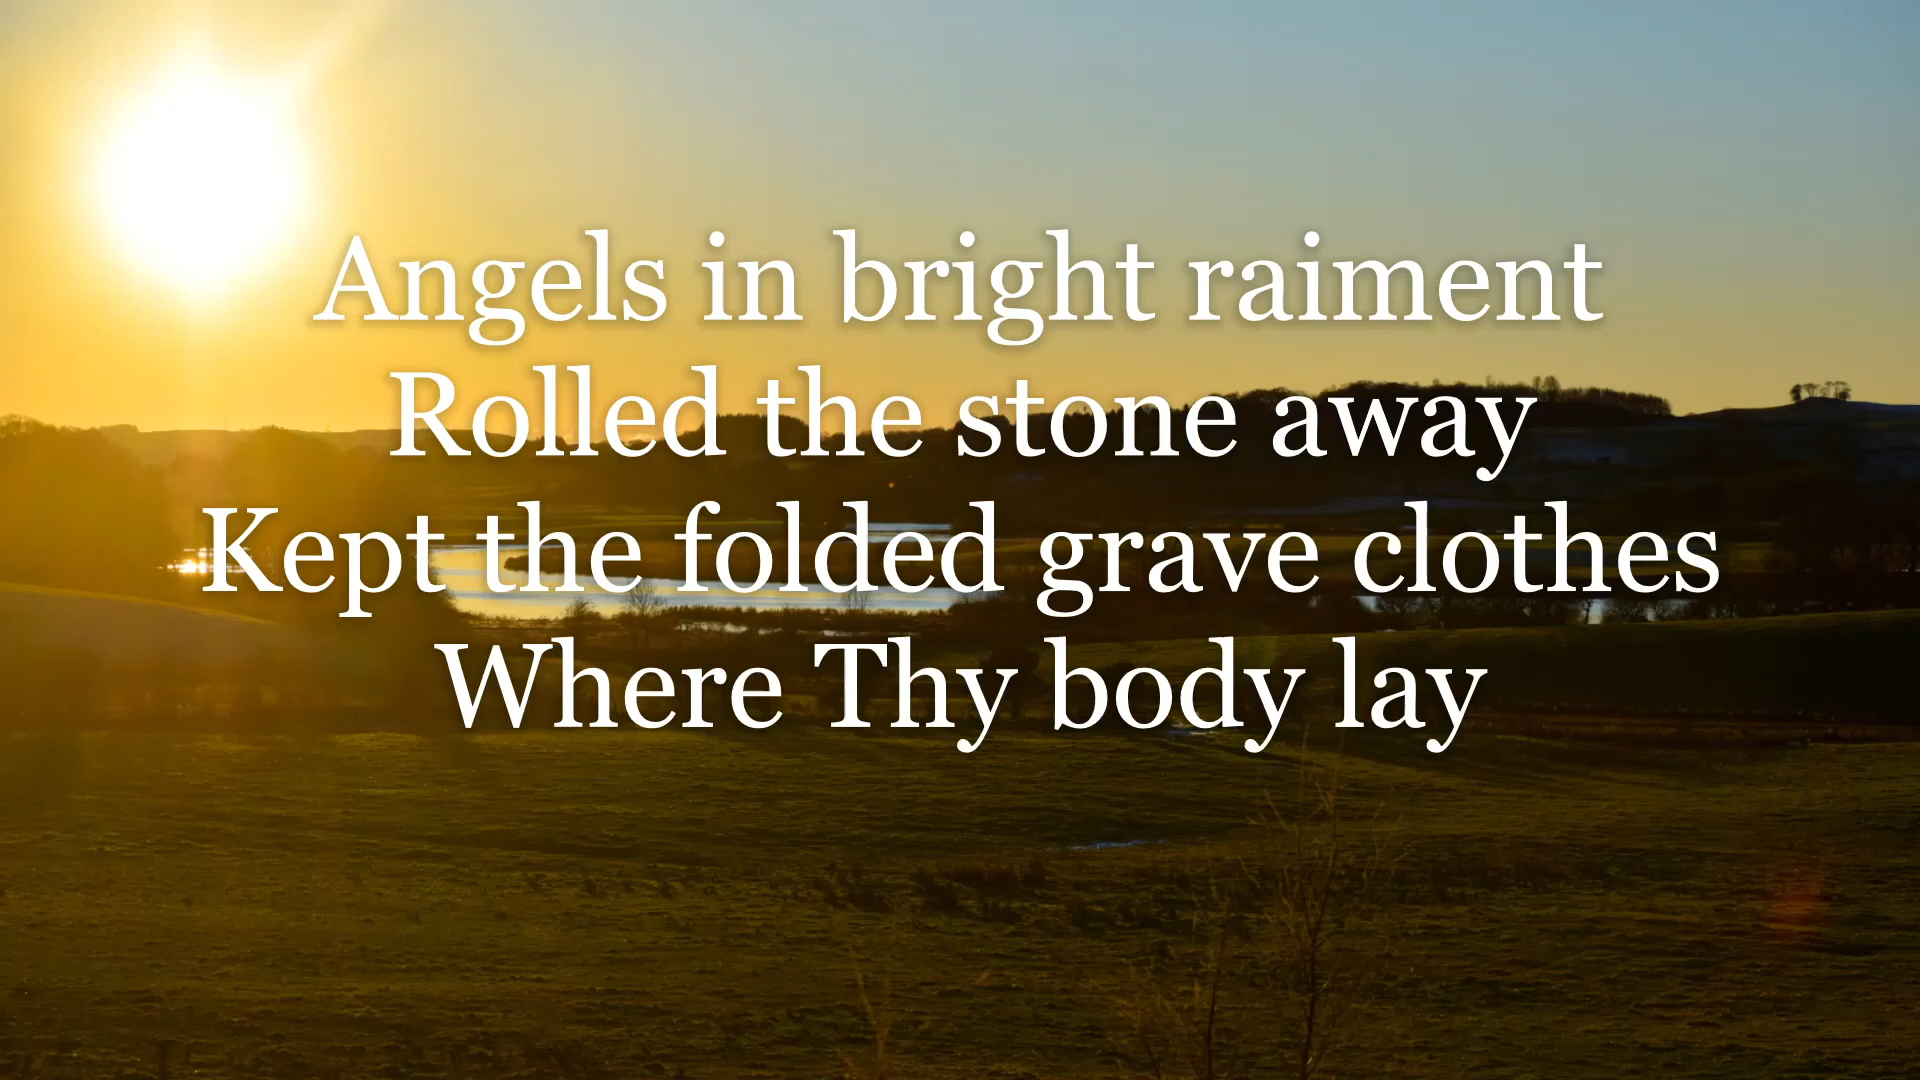 Angels in bright raiment
Rolled the stone away
Kept the folded grave clothes
Where Thy body lay